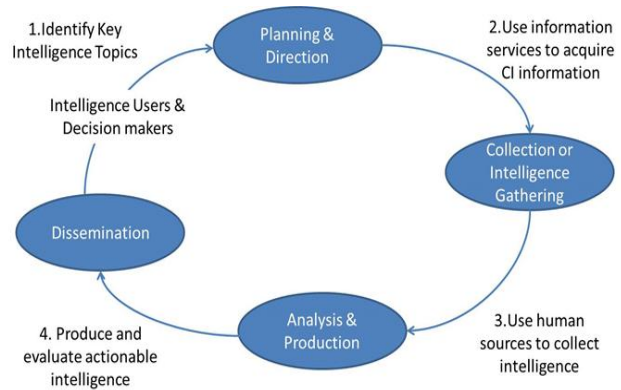 1.Identify Key
Intelligence Topics
Planning &
Direction
2.Use information
services to acquire
CI information
Intelligence Users &
Decision makers
Collection or
Intelligence
Gathering
Dissemination
Analysis &
Production
3.Use human
sources to collect
intelligence
4. Produce and
evaluate actionable
intelligence